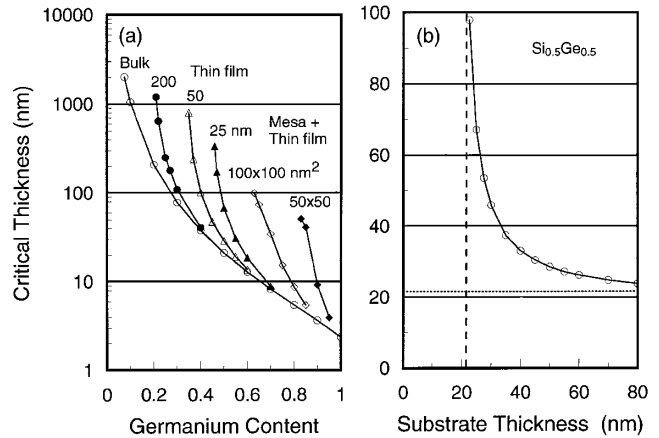 (a)
Bulk
Thin film
200
50
25 nm
Mesa +
Thin film
100x100 nm²
50x50
10000
1000
100
10
1
Critical Thickness (nm)
0 0.2 0.4 0.6 0.8 1
Germanium Content
(b)
Si₀.₅Ge₀.₅
100
80
60
40
20
0
0 20 40 60 80
Substrate Thickness (nm)